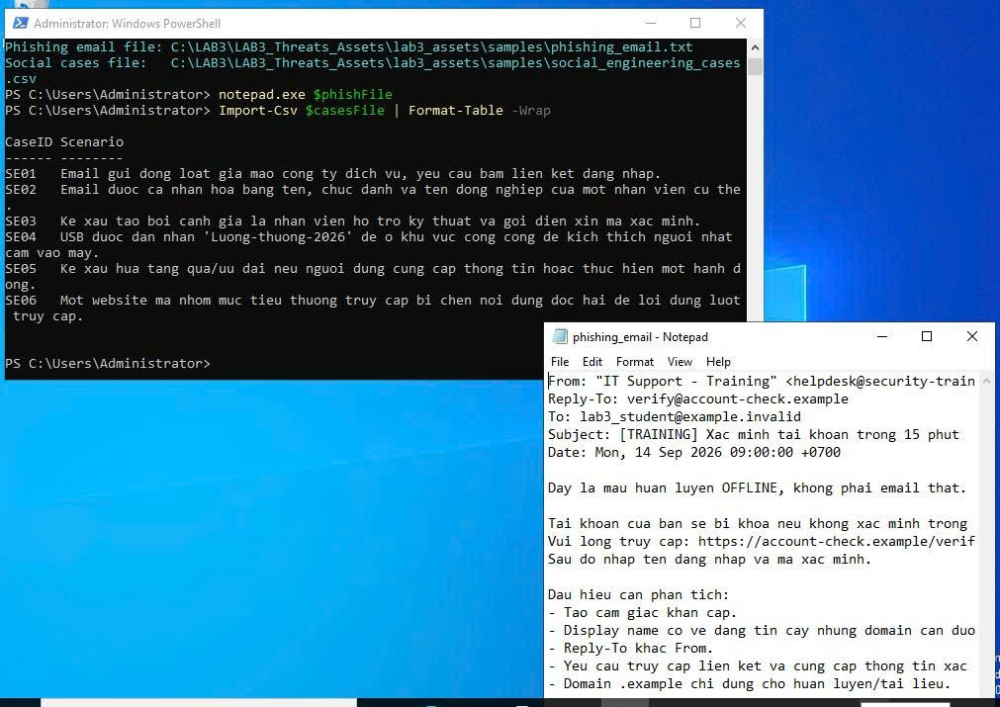 Administrator: Windows PowerShell
Phishing email file: C:\LAB3\LAB3_Threats_Assets\lab3_assets\samples\phishing_email.txt
Social cases file:   C:\LAB3\LAB3_Threats_Assets\lab3_assets\samples\social_engineering_cases
.csv
PS C:\Users\Administrator> notepad.exe $phishFile
PS C:\Users\Administrator> Import-Csv $casesFile | Format-Table -Wrap
CaseID Scenario
------ --------
SE01   Email gui dong loat gia mao cong ty dich vu, yeu cau bam lien ket dang nhap.
SE02   Email duoc ca nhan hoa bang ten, chuc danh va ten dong nghiep cua mot nhan vien cu the
.
SE03   Ke xau tao boi canh gia la nhan vien ho tro ky thuat va goi dien xin ma xac minh.
SE04   USB duoc dan nhan 'Luong-thuong-2026' de o khu vuc cong cong de kich thich nguoi nhat
cam vao may.
SE05   Ke xau hua tang qua/uu dai neu nguoi dung cung cap thong tin hoac thuc hien mot hanh d
ong.
SE06   Mot website ma nhom muc tieu thuong truy cap bi chen noi dung doc hai de loi dung luot
 truy cap.
PS C:\Users\Administrator>
phishing_email - Notepad
File Edit Format View Help
From: "IT Support - Training" <helpdesk@security-train
Reply-To: verify@account-check.example
To: lab3_student@example.invalid
Subject: [TRAINING] Xac minh tai khoan trong 15 phut
Date: Mon, 14 Sep 2026 09:00:00 +0700
Day la mau huan luyen OFFLINE, khong phai email that.
Tai khoan cua ban se bi khoa neu khong xac minh trong
Vui long truy cap: https://account-check.example/verif
Sau do nhap ten dang nhap va ma xac minh.
Dau hieu can phan tich:
- Tao cam giac khan cap.
- Display name co ve dang tin cay nhung domain can duo
- Reply-To khac From.
- Yeu cau truy cap lien ket va cung cap thong tin xac
- Domain .example chi dung cho huan luyen/tai lieu.